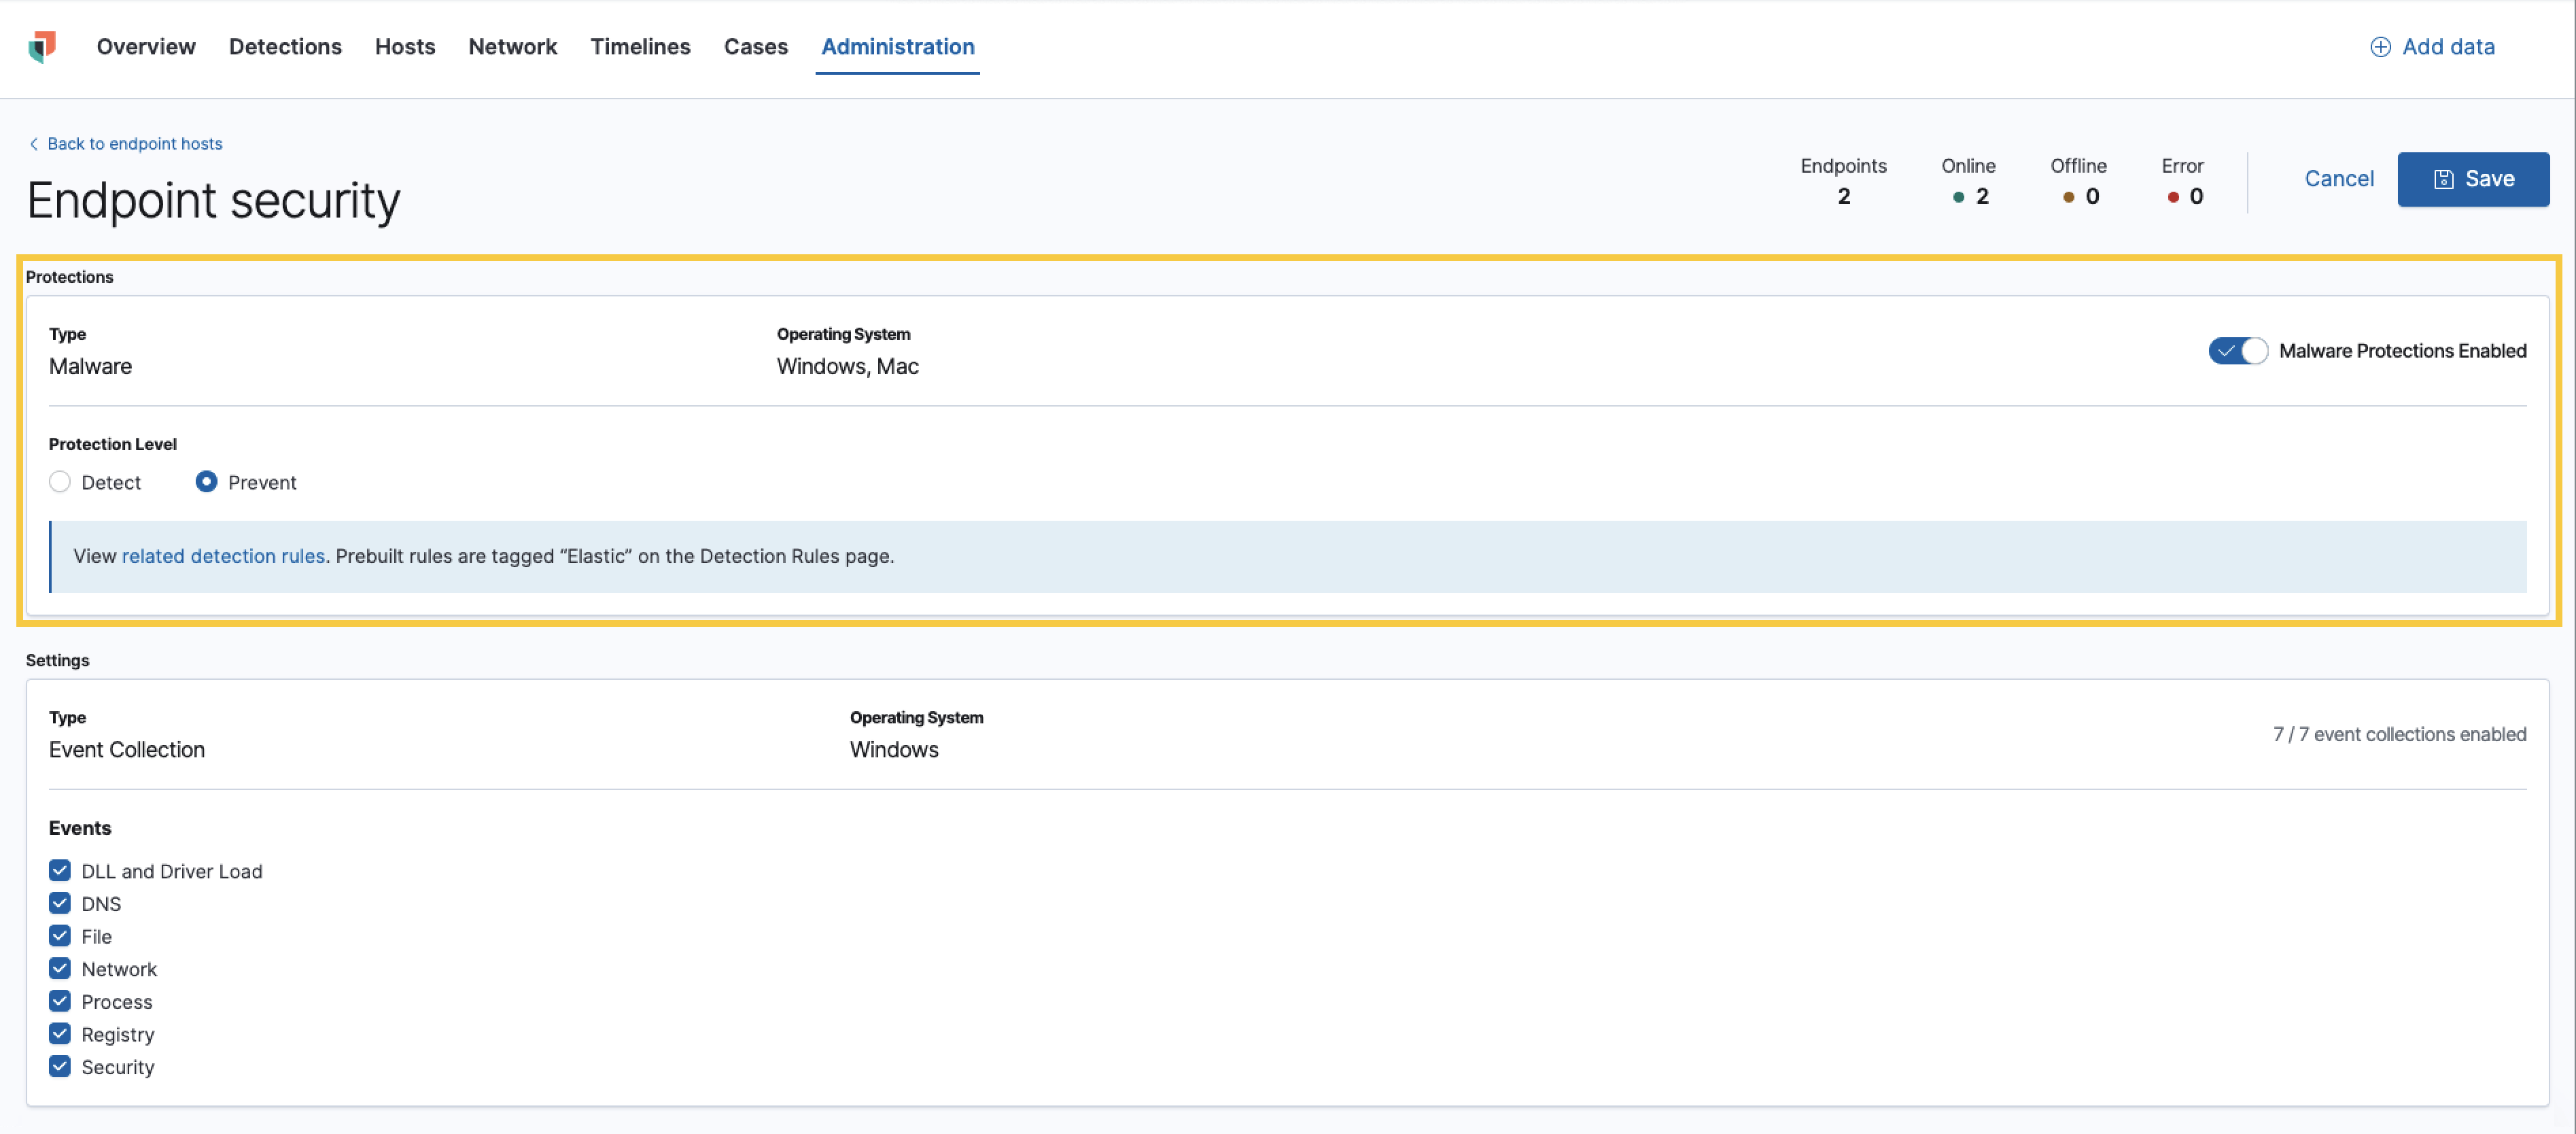 Overview Detections Hosts Network Timelines Cases Administration Add data
Back to endpoint hosts
Endpoint security
Endpoints Online Offline Error
2 2 0 0
Cancel Save
Protections
Type Operating System
Malware Windows, Mac
Malware Protections Enabled
Protection Level
Detect Prevent
View related detection rules. Prebuilt rules are tagged “Elastic” on the Detection Rules page.
Settings
Type Operating System
Event Collection Windows
7 / 7 event collections enabled
Events
DLL and Driver Load
DNS
File
Network
Process
Registry
Security